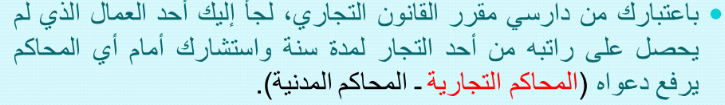 • باعتبارك من دارسي مقرر القانون التجاري، لجأ إليك أحد العمال الذي لم
يحصل على راتبه من أحد التجار لمدة سنة واستشارك أمام أي المحاكم
يرفع دعواه (المحاكم التجارية - المحاكم المدنية).